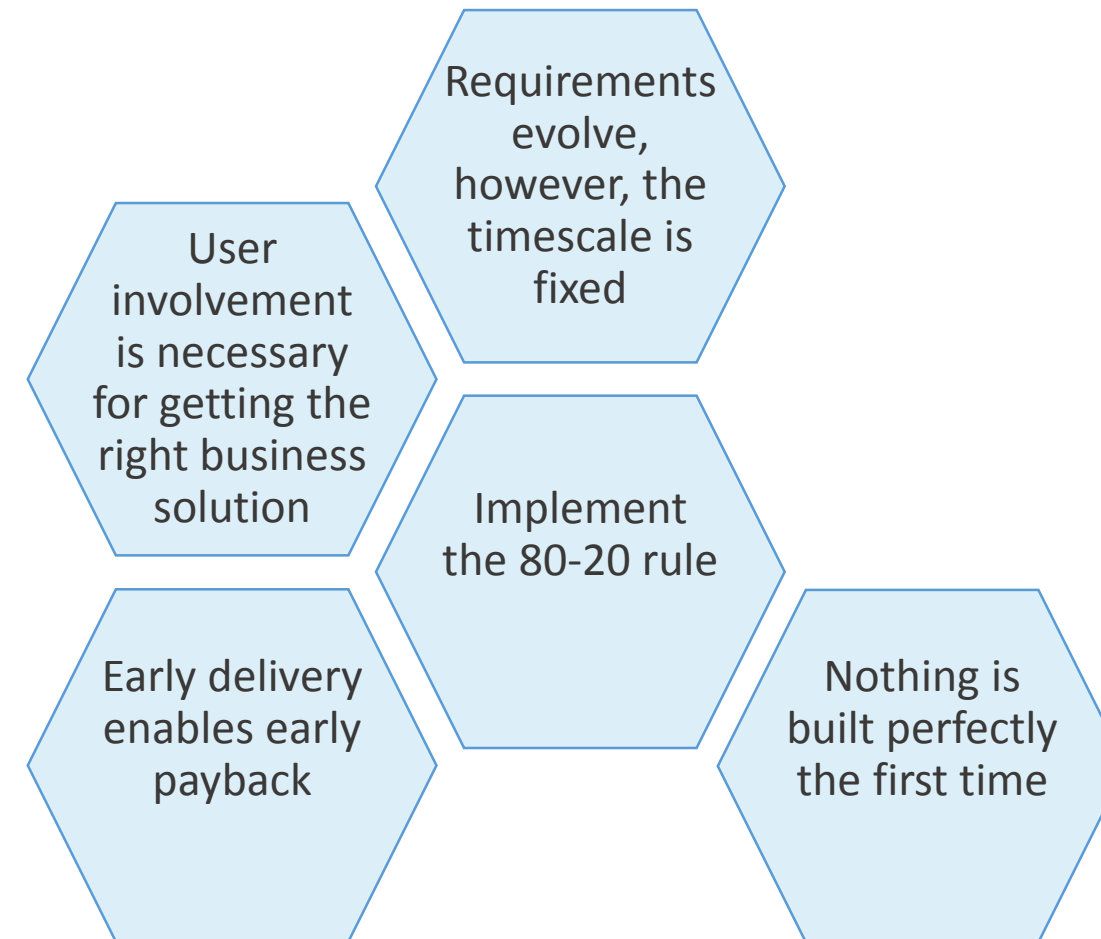 Requirements
evolve,
however, the
timescale is
fixed
User
involvement
is necessary
for getting the
right business
solution
Implement
the 80-20 rule
Early delivery
enables early
payback
Nothing is
built perfectly
the first time